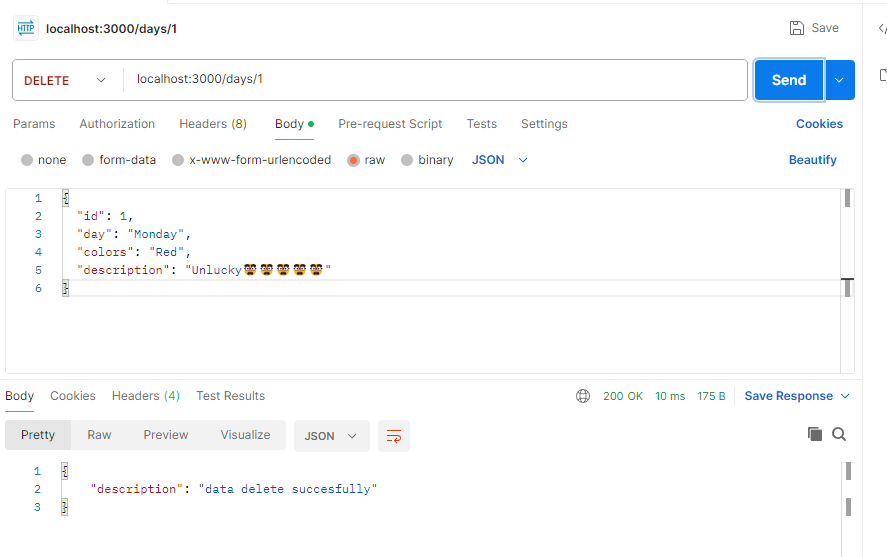 HTTP localhost:3000/days/1 Save
DELETE localhost:3000/days/1 Send
Params Authorization Headers (8) Body Pre-request Script Tests Settings Cookies
none form-data x-www-form-urlencoded raw binary JSON Beautify
1 {
2 "id": 1,
3 "day": "Monday",
4 "colors": "Red",
5 "description": "Unlucky🥸🥸🥸🥸🥸"
6 }
Body Cookies Headers (4) Test Results 200 OK 10 ms 175 B Save Response
Pretty Raw Preview Visualize JSON
1 {
2 "description": "data delete succesfully"
3 }